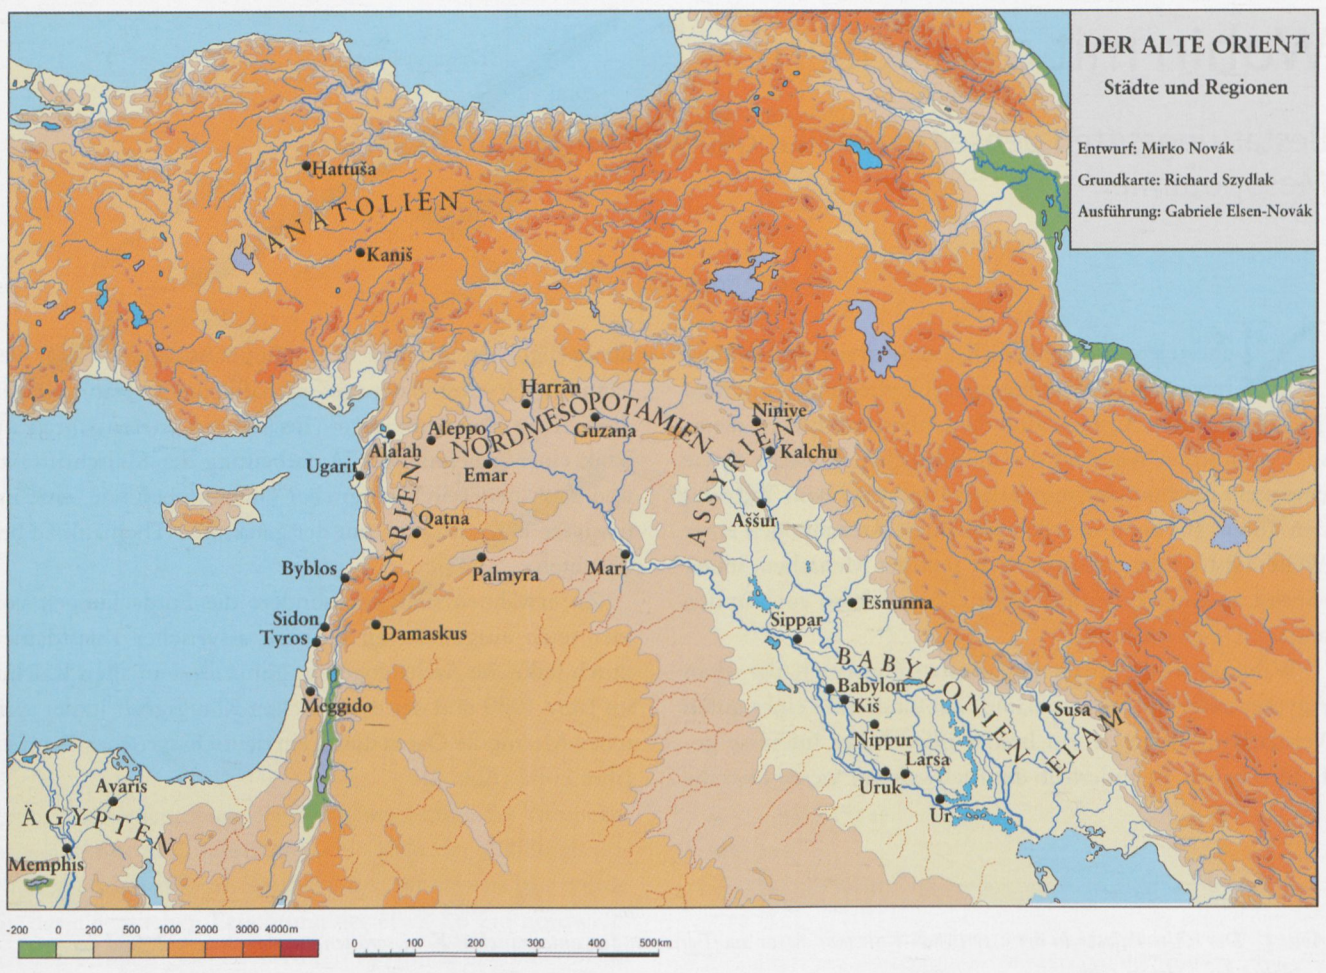 DER ALTE ORIENT
Städte und Regionen
Entwurf: Mirko Novák
Grundkarte: Richard Szydlak
Ausführung: Gabriele Elsen-Novák
Ḫattuša
ANATOLIEN
Kaniš
Ḫarrān
NORDMESOPOTAMIEN
Guzana
Ninive
Kalchu
ASSYRIEN
Aššur
Aleppo
Alalaḫ
Emar
Ugarit
SYRIEN
Qaṭna
Palmyra
Mari
Byblos
Sidon
Tyros
Damaskus
Meggido
Ešnunna
Sippar
BABYLONIEN
Babylon
Kiš
Nippur
Larsa
Uruk
Ur
Susa
ELAM
Avaris
ÄGYPTEN
Memphis
-200 0 200 500 1000 2000 3000 4000m
0 100 200 300 400 500km